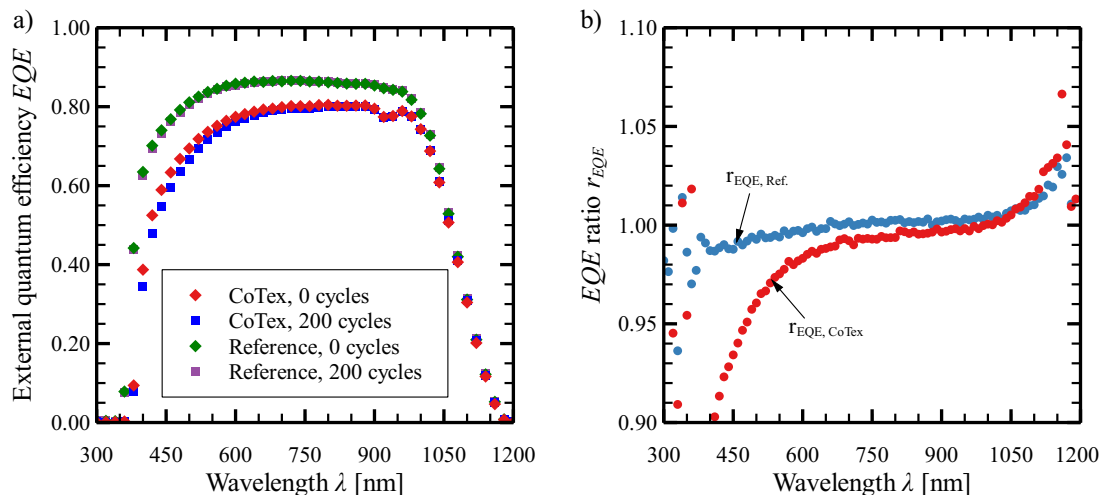 a)
External quantum efficiency EQE
1.00
0.80
0.60
0.40
0.20
0.00
CoTex, 0 cycles
CoTex, 200 cycles
Reference, 0 cycles
Reference, 200 cycles
300 450 600 750 900 1050 1200
Wavelength λ [nm]
b)
EQE ratio r_EQE
1.10
1.05
1.00
0.95
0.90
r_EQE, Ref.
r_EQE, CoTex
300 450 600 750 900 1050 1200
Wavelength λ [nm]